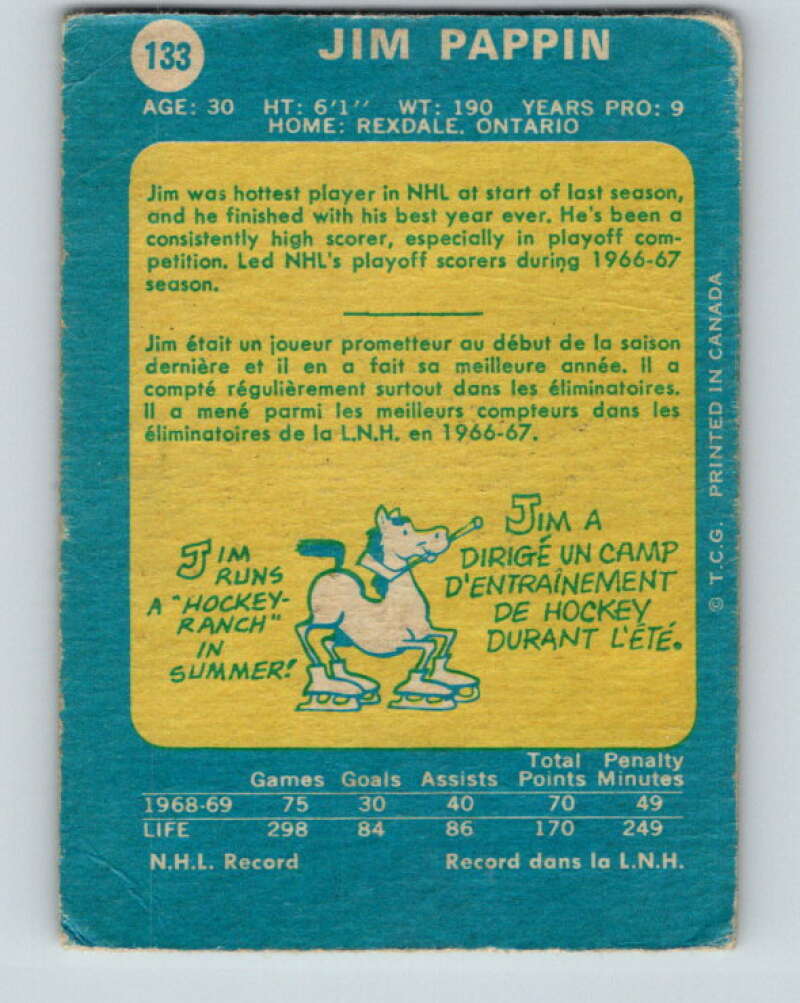 133
JIM PAPPIN
AGE: 30 HT: 6'1'' WT: 190 YEARS PRO: 9
HOME: REXDALE. ONTARIO
Jim was hottest player in NHL at start of last season,
and he finished with his best year ever. He's been a
consistently high scorer, especially in playoff com-
petition. Led NHL's playoff scorers during 1966-67
season.
Jim était un joueur prometteur au début de la saison
dernière et il en a fait sa meilleure année. Il a
compté régulièrement surtout dans les éliminatoires.
Il a mené parmi les meilleurs compteurs dans les
éliminatoires de la L.N.H. en 1966-67.
JIM
RUNS
A "HOCKEY-
RANCH"
IN
SUMMER!
JIM A
DIRIGÉ UN CAMP
D'ENTRAÎNEMENT
DE HOCKEY
DURANT L'ÉTÉ.
© T.C.G. PRINTED IN CANADA
Total Penalty
Games Goals Assists Points Minutes
1968-69 75 30 40 70 49
LIFE 298 84 86 170 249
N.H.L. Record Record dans la L.N.H.